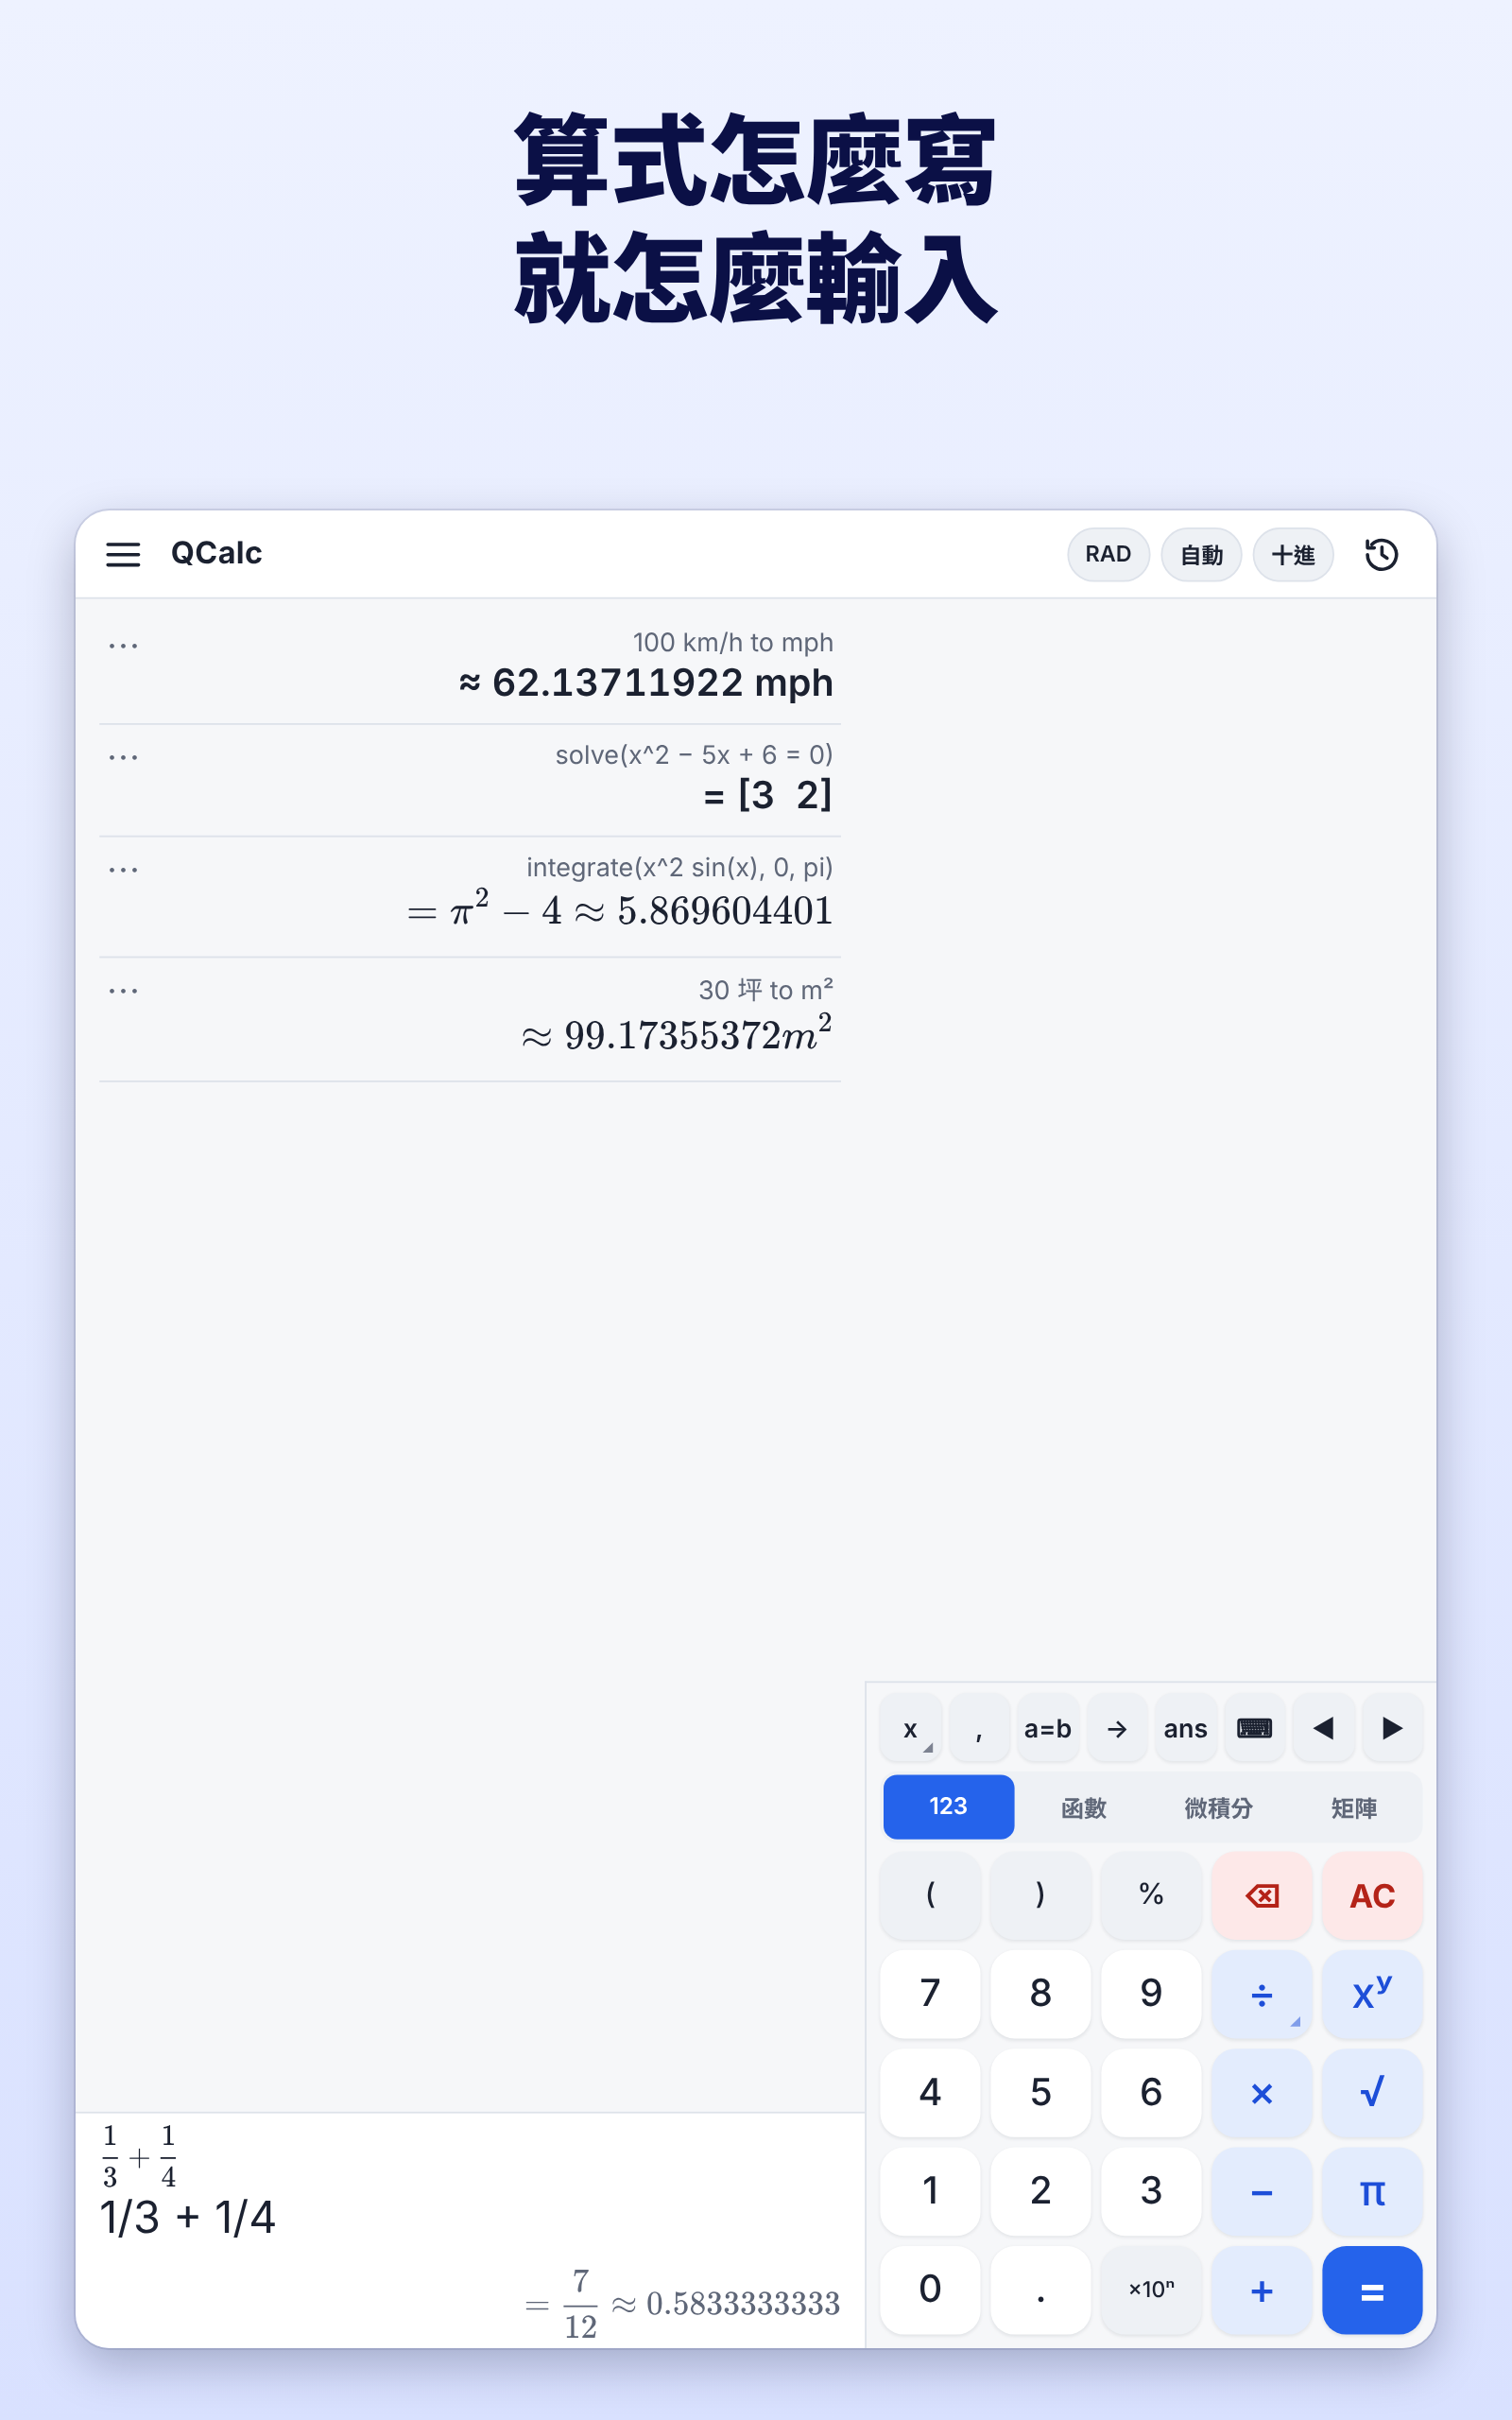 算式怎麼寫
就怎麼輸入
QCalc
RAD 自動 十進
... 100 km/h to mph
≈ 62.13711922 mph
... solve(x^2 − 5x + 6 = 0)
= [3 2]
... integrate(x^2 sin(x), 0, pi)
= π² − 4 ≈ 5.869604401
... 30 坪 to m²
≈ 99.17355372m²
x , a=b → ans ⌨ ◀ ▶
123 函數 微積分 矩陣
( ) % ⌫ AC
7 8 9 ÷ xʸ
4 5 6 × √
1 2 3 − π
0 . ×10ⁿ + =
1/3 + 1/4
1/3 + 1/4
= 7/12 ≈ 0.5833333333